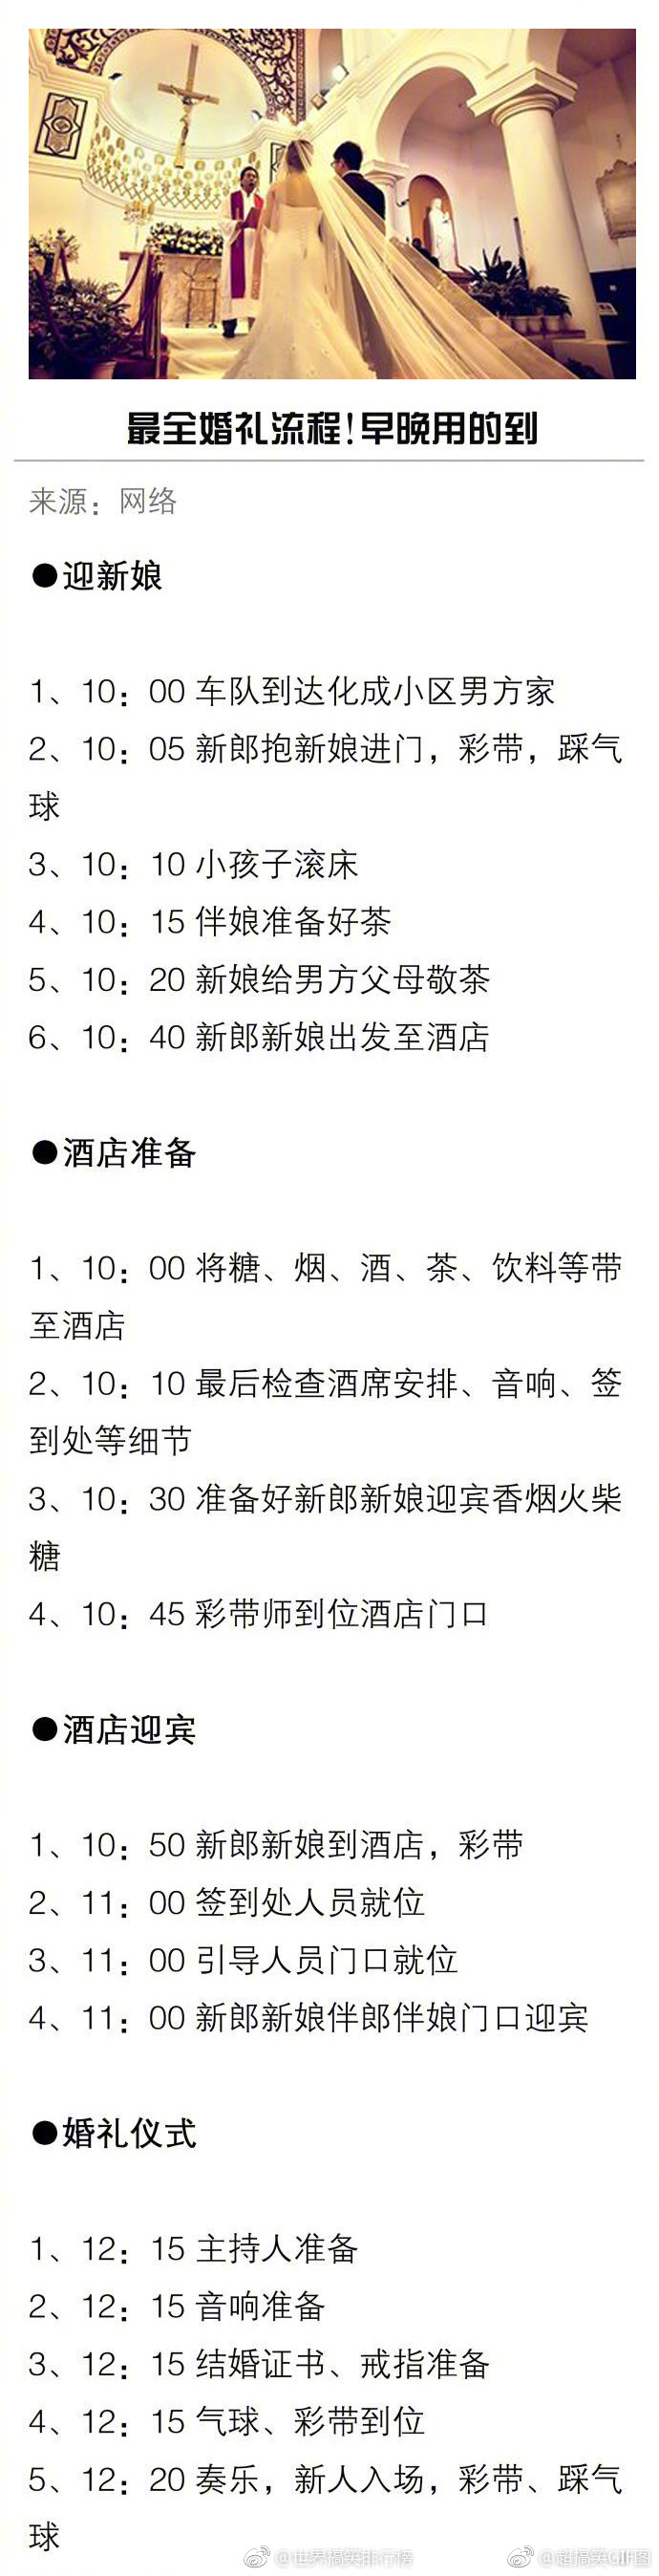 最全婚礼流程!早晚用的到
来源：网络
●迎新娘
1、10：00 车队到达化成小区男方家
2、10：05 新郎抱新娘进门，彩带，踩气
球
3、10：10 小孩子滚床
4、10：15 伴娘准备好茶
5、10：20 新娘给男方父母敬茶
6、10：40 新郎新娘出发至酒店
●酒店准备
1、10：00 将糖、烟、酒、茶、饮料等带
至酒店
2、10：10 最后检查酒席安排、音响、签
到处等细节
3、10：30 准备好新郎新娘迎宾香烟火柴
糖
4、10：45 彩带师到位酒店门口
●酒店迎宾
1、10：50 新郎新娘到酒店，彩带
2、11：00 签到处人员就位
3、11：00 引导人员门口就位
4、11：00 新郎新娘伴郎伴娘门口迎宾
●婚礼仪式
1、12：15 主持人准备
2、12：15 音响准备
3、12：15 结婚证书、戒指准备
4、12：15 气球、彩带到位
5、12：20 奏乐，新人入场，彩带、踩气
球
@世界搞笑排行榜
@超搞笑Gif图